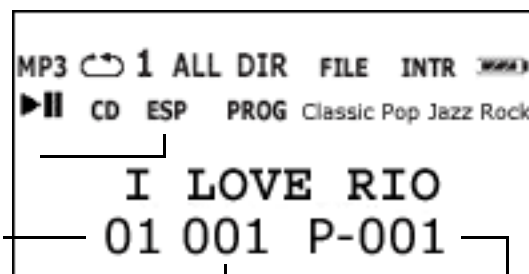 MP3 1 ALL DIR FILE INTR
CD ESP PROG Classic Pop Jazz Rock
I LOVE RIO
01 001 P-001